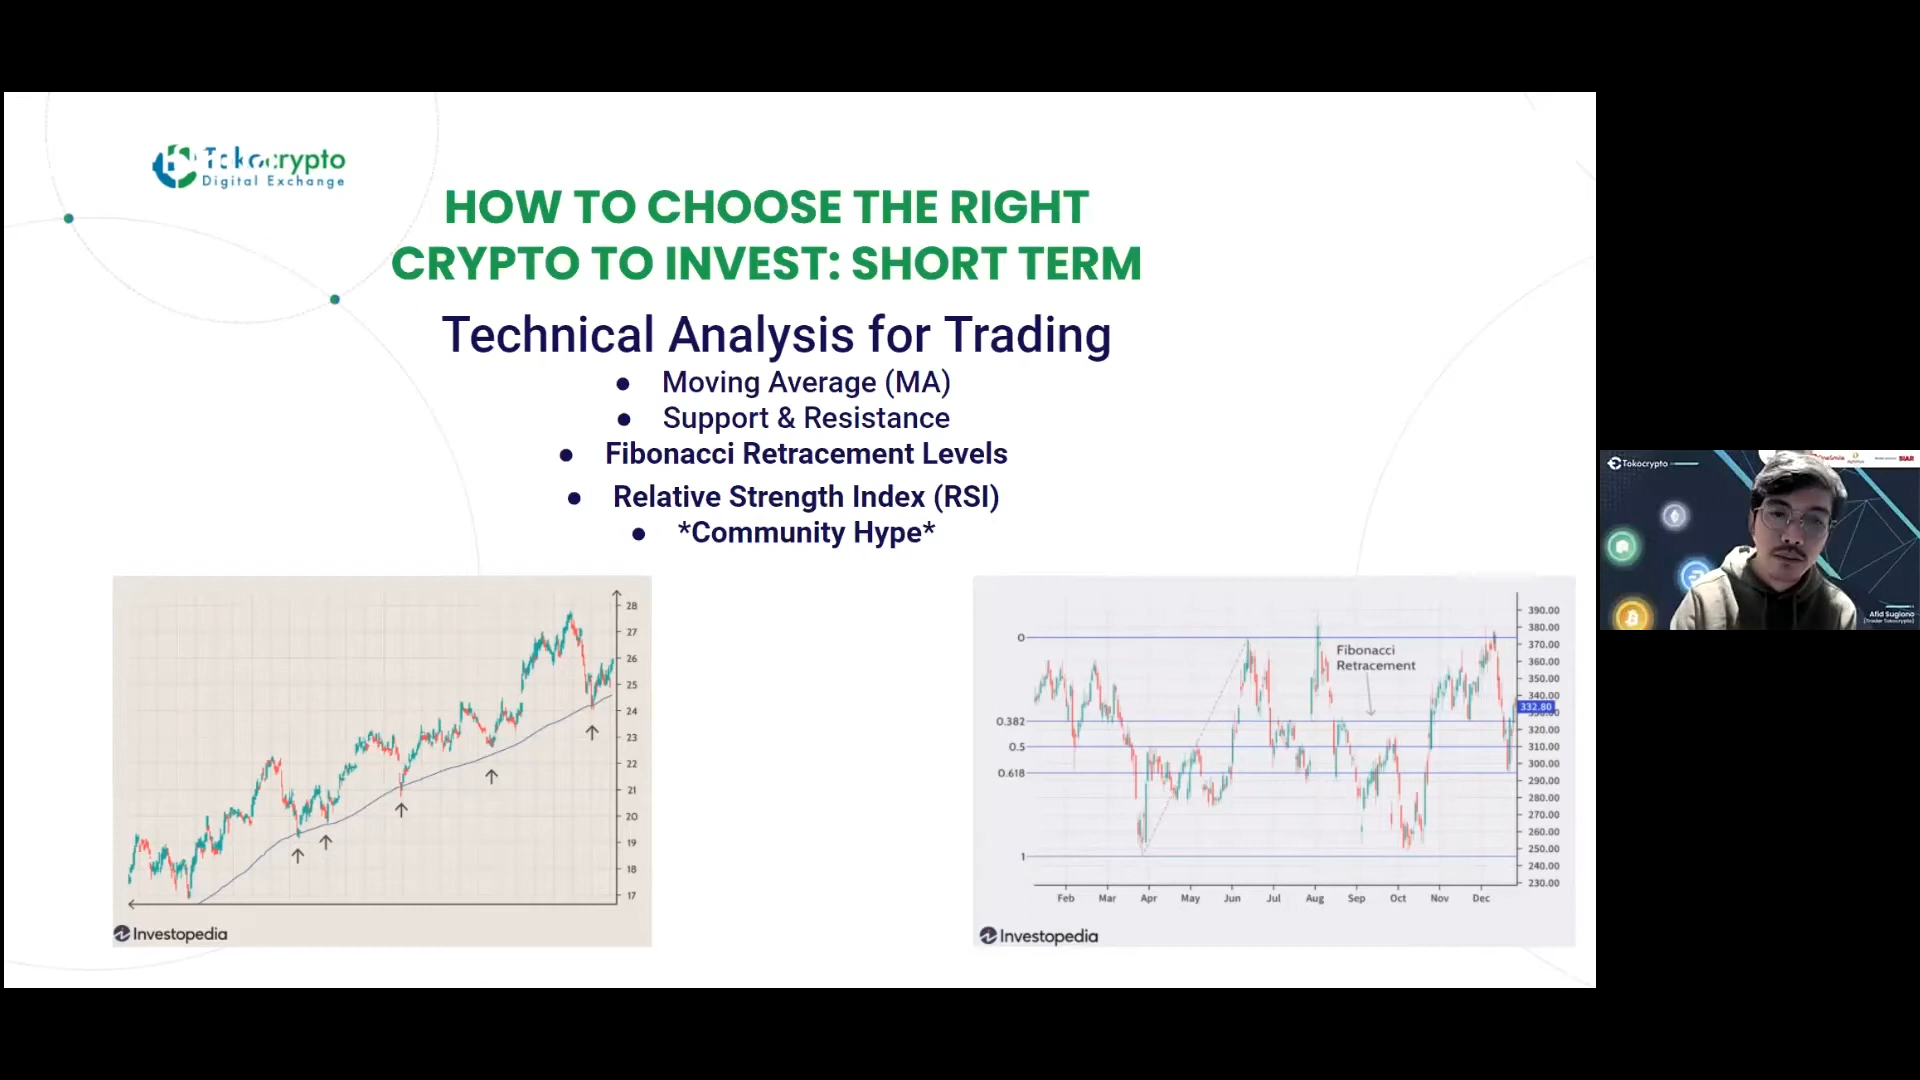 Tokocrypto
Digital Exchange
HOW TO CHOOSE THE RIGHT
CRYPTO TO INVEST: SHORT TERM
Technical Analysis for Trading
● Moving Average (MA)
● Support & Resistance
● Fibonacci Retracement Levels
● Relative Strength Index (RSI)
● *Community Hype*
28
27
26
25
24
23
22
21
20
19
18
17
Investopedia
0
0.382
0.5
0.618
1
Fibonacci
Retracement
390.00
380.00
370.00
360.00
350.00
340.00
332.80
320.00
310.00
300.00
290.00
280.00
270.00
260.00
250.00
240.00
230.00
Feb Mar Apr May Jun Jul Aug Sep Oct Nov Dec
Investopedia
Tokocrypto
SIAR
Afid Sugiono
(Trader Tokocrypto)